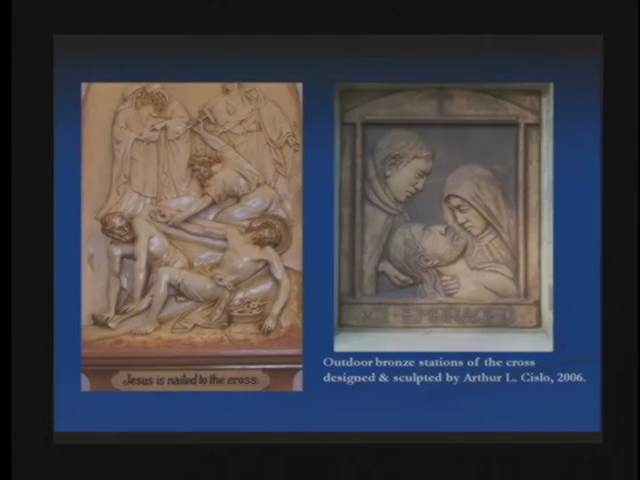 Jesus is nailed to the cross.
XIII · EMBRACED
Outdoor bronze stations of the cross
designed & sculpted by Arthur L. Cislo, 2006.